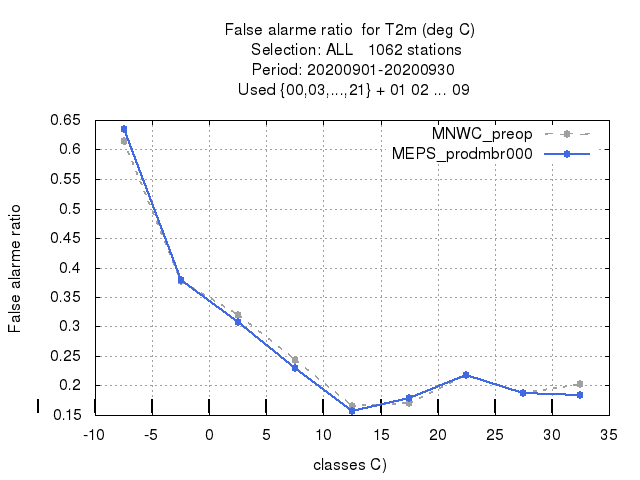 False alarme ratio  for T2m (deg C)
Selection: ALL   1062 stations
Period: 20200901-20200930
Used {00,03,...,21} + 01 02 ... 09
MNWC_preop
MEPS_prodmbr000
False alarme ratio
0.65
0.6
0.55
0.5
0.45
0.4
0.35
0.3
0.25
0.2
0.15
-10 -5 0 5 10 15 20 25 30 35
classes C)